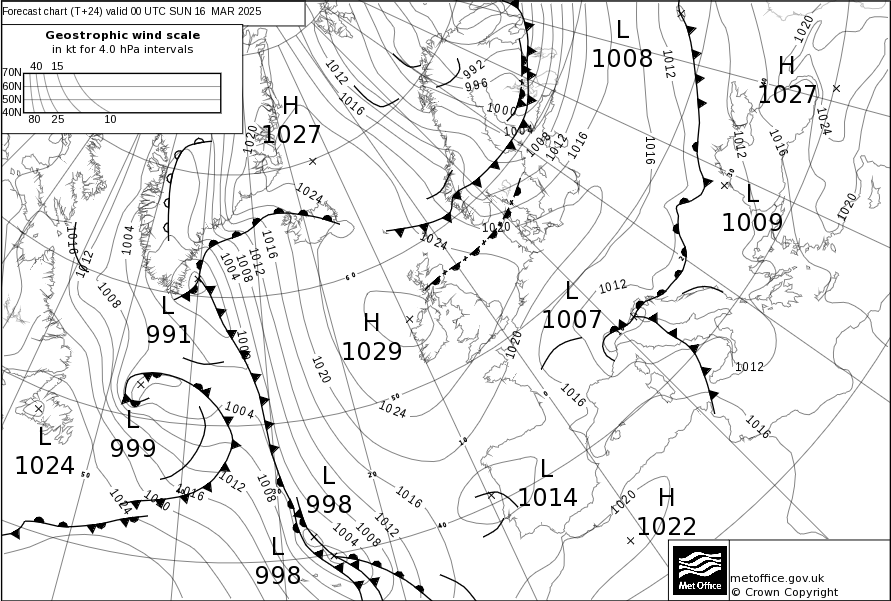 Forecast chart (T+24) valid 00 UTC SUN 16 MAR 2025
Geostrophic wind scale
in kt for 4.0 hPa intervals
40 15
70N
60N
50N
40N
80 25 10
L
1008
H
1027
H
1027
L
1009
L
991
H
1029
L
1007
L
999
L
1024
L
998
L
998
L
1014
H
1022
1012
1016
992
996
1000
1004
1008
1012
1016
1020
1024
1020
1024
1020
1012
1016
1012
1016
1020
1024
1020
1016
1012
1008
1004
1004
1008
1012
1016
1008
1020
1024
1020
1012
1016
1012
1016
1020
1004
1012
1008
1016
1020
1024
1016
1012
1008
1004
60
50
50
40
30
20
10
0
Met Office
metoffice.gov.uk
© Crown Copyright